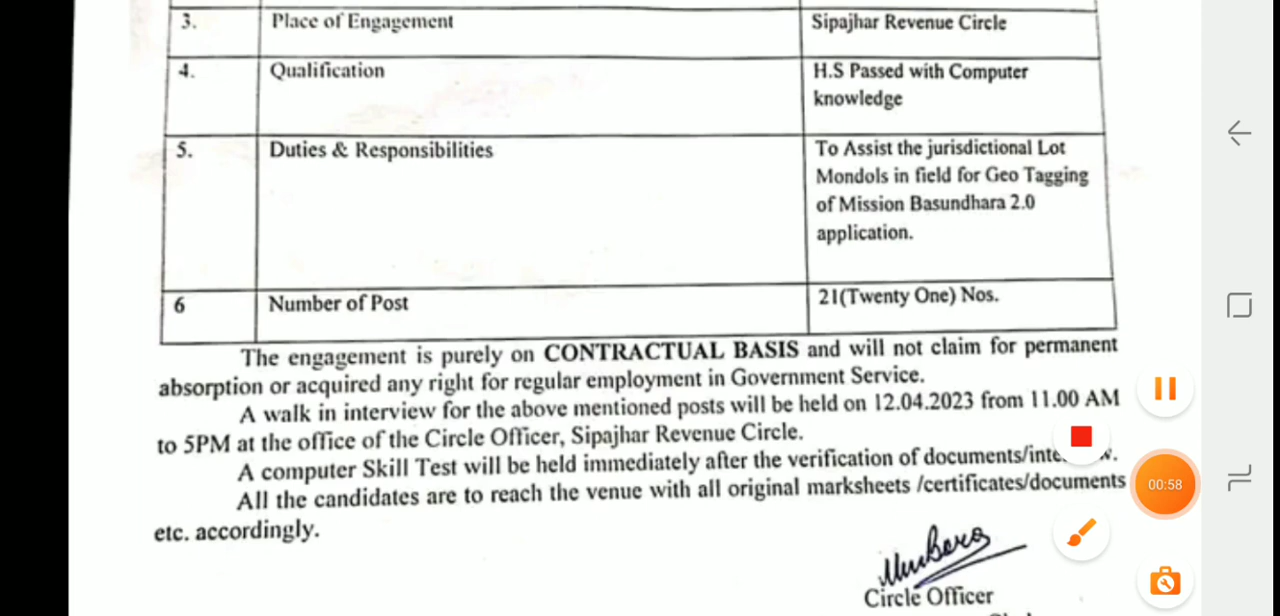 3. Place of Engagement Sipajhar Revenue Circle
4. Qualification H.S Passed with Computer
knowledge
5. Duties & Responsibilities To Assist the jurisdictional Lot
Mondols in field for Geo Tagging
of Mission Basundhara 2.0
application.
6 Number of Post 21(Twenty One) Nos.
The engagement is purely on CONTRACTUAL BASIS and will not claim for permanent
absorption or acquired any right for regular employment in Government Service.
A walk in interview for the above mentioned posts will be held on 12.04.2023 from 11.00 AM
to 5PM at the office of the Circle Officer, Sipajhar Revenue Circle.
A computer Skill Test will be held immediately after the verification of
All the candidates are to reach the venue with all original marksheets /certificates/documents
etc. accordingly.
00:58
Circle Officer